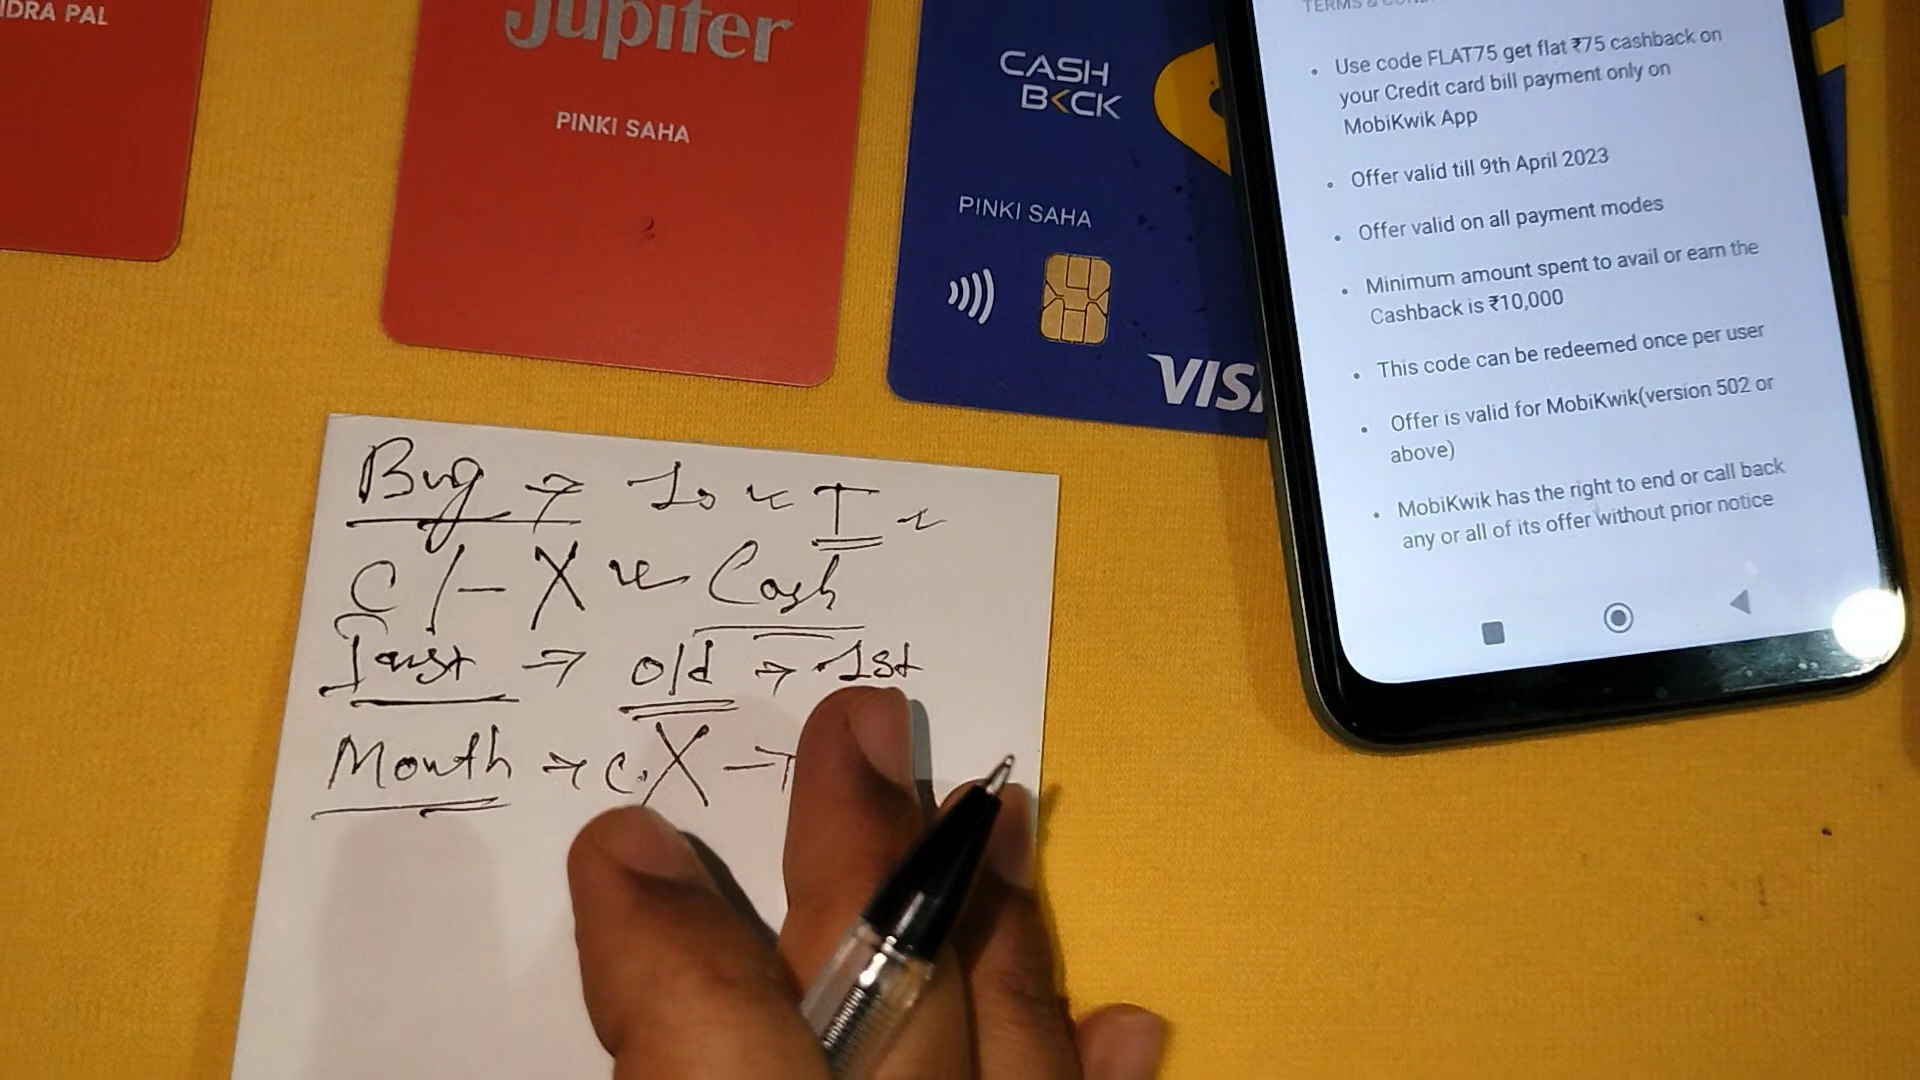 DRA PAL
Jupiter
PINKI SAHA
CASH
BACK
PINKI SAHA
VISA
Use code FLAT75 get flat ₹75 cashback on
your Credit card bill payment only on
MobiKwik App
Offer valid till 9th April 2023
Offer valid on all payment modes
Minimum amount spent to avail or earn the
Cashback is ₹10,000
This code can be redeemed once per user
Offer is valid for MobiKwik(version 502 or
above)
MobiKwik has the right to end or call back
any or all of its offer without prior notice
Bug →
C/- X Cash
→ old → 1st
Month → C. X